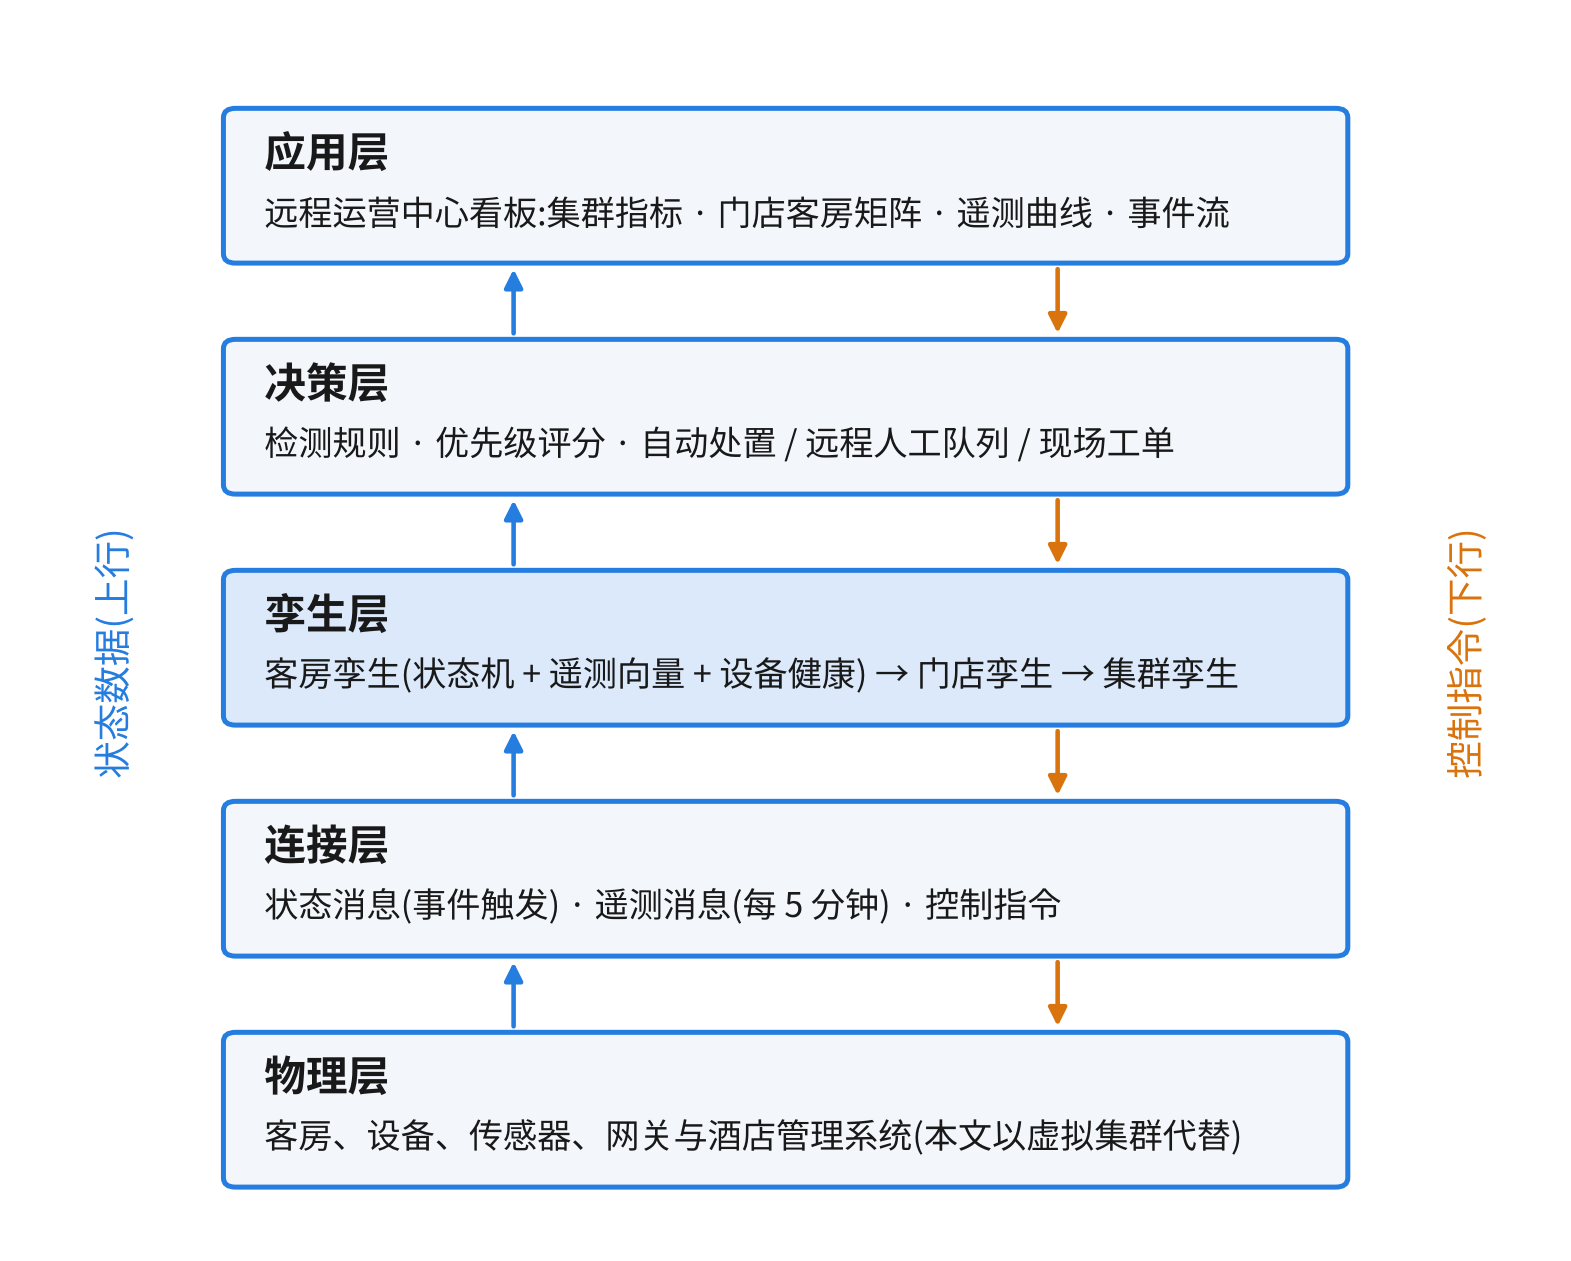 应用层
远程运营中心看板:集群指标 · 门店客房矩阵 · 遥测曲线 · 事件流
决策层
检测规则 · 优先级评分 · 自动处置 / 远程人工队列 / 现场工单
孪生层
客房孪生(状态机 + 遥测向量 + 设备健康) → 门店孪生 → 集群孪生
连接层
状态消息(事件触发) · 遥测消息(每 5 分钟) · 控制指令
物理层
客房、设备、传感器、网关与酒店管理系统(本文以虚拟集群代替)
状态数据(上行)
控制指令(下行)